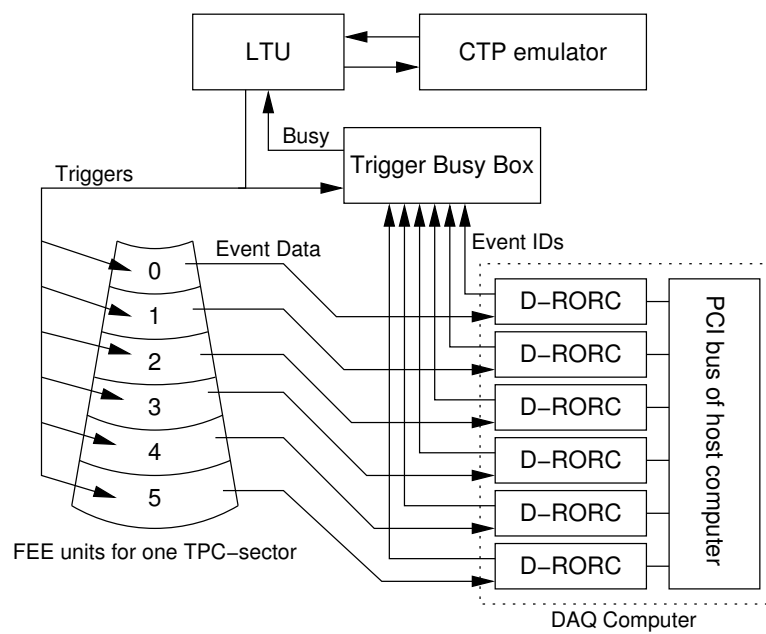 LTU
CTP emulator
Busy
Trigger Busy Box
Triggers
Event Data
Event IDs
0
1
2
3
4
5
D−RORC
D−RORC
D−RORC
D−RORC
D−RORC
D−RORC
PCI bus of host computer
FEE units for one TPC−sector
DAQ Computer